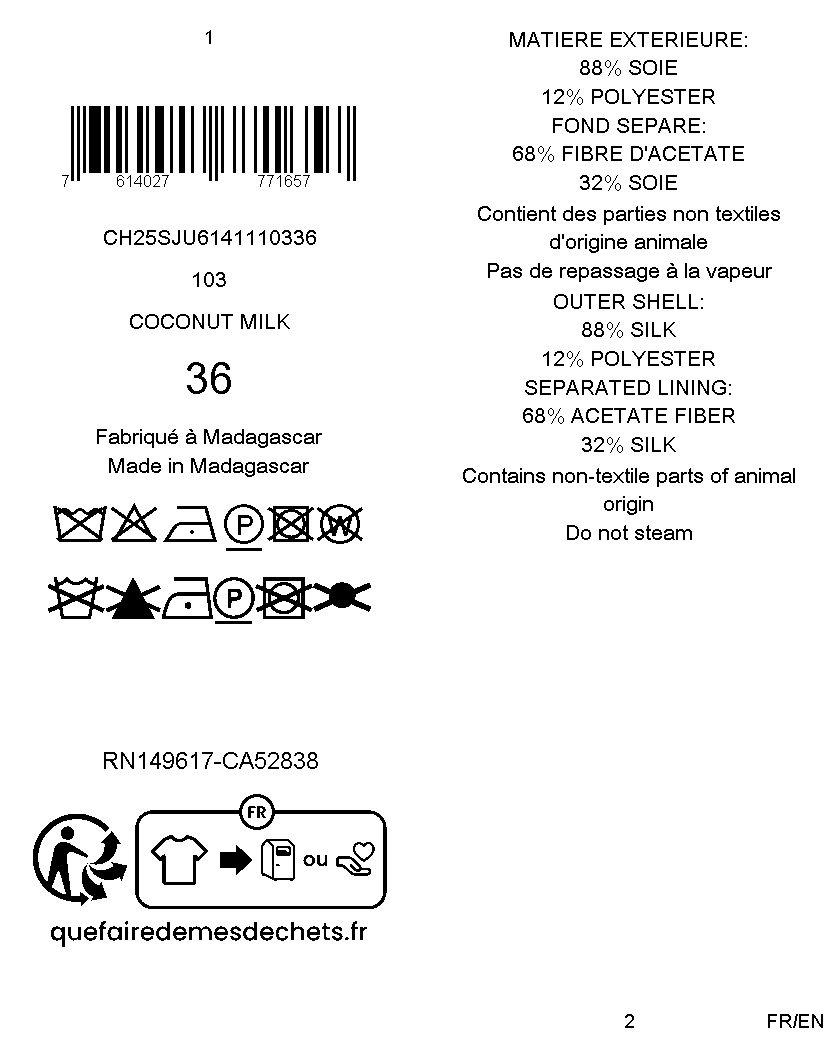 1
7 614027 771657
CH25SJU6141110336
103
COCONUT MILK
36
Fabriqué à Madagascar
Made in Madagascar
P W
P
RN149617-CA52838
FR
ou
quefairedemesdechets.fr
MATIERE EXTERIEURE:
88% SOIE
12% POLYESTER
FOND SEPARE:
68% FIBRE D'ACETATE
32% SOIE
Contient des parties non textiles
d'origine animale
Pas de repassage à la vapeur
OUTER SHELL:
88% SILK
12% POLYESTER
SEPARATED LINING:
68% ACETATE FIBER
32% SILK
Contains non-textile parts of animal
origin
Do not steam
2
FR/EN